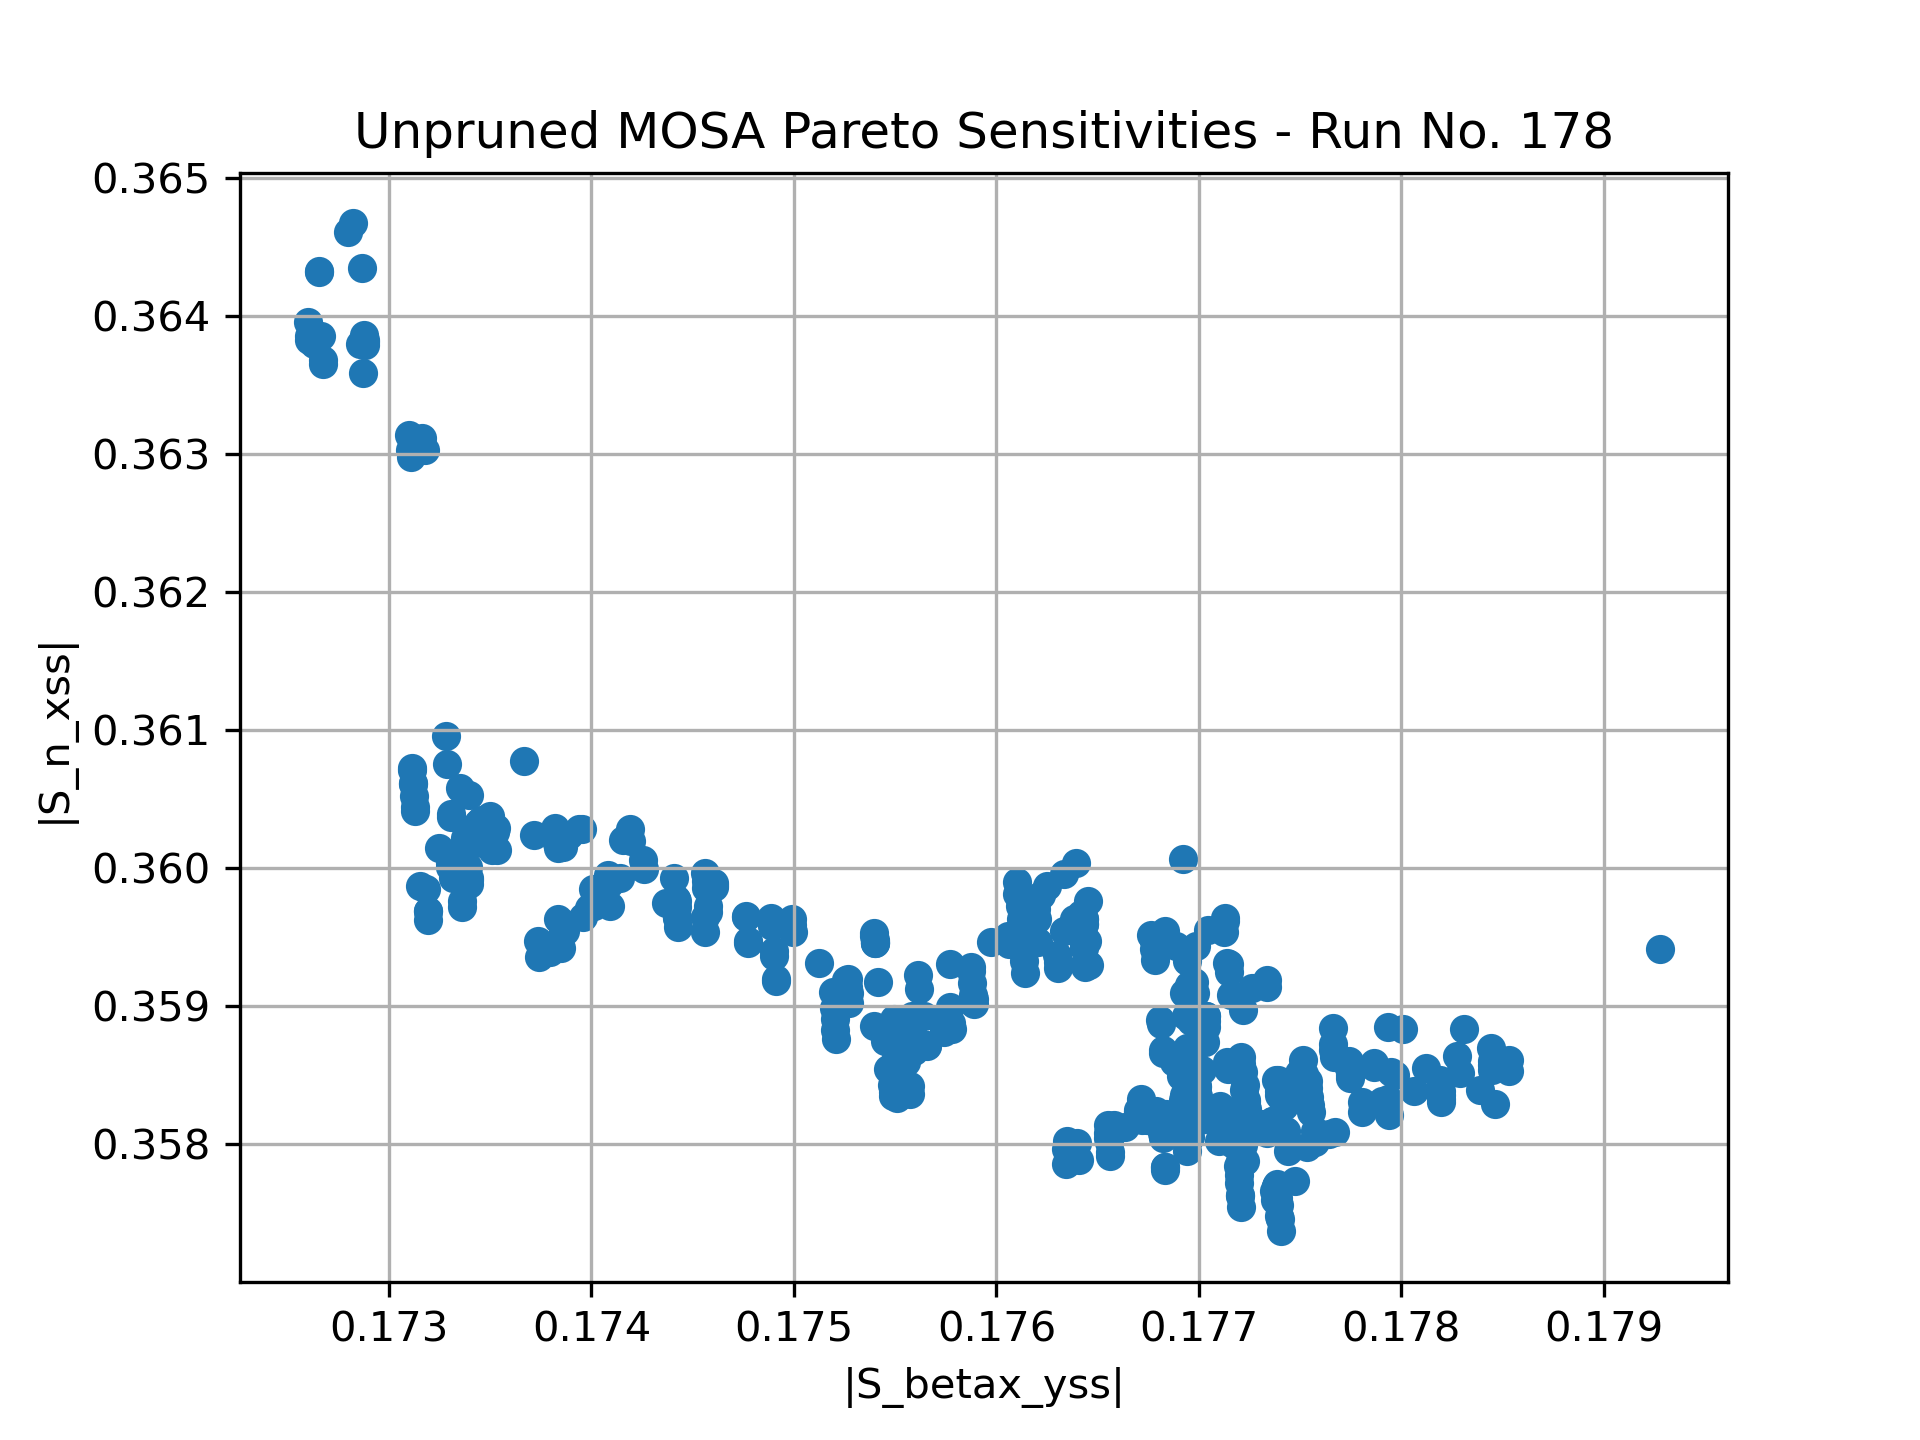 Unpruned MOSA Pareto Sensitivities - Run No. 178
0.365
0.364
0.363
0.362
0.361
0.360
0.359
0.358
|S_n_xss|
0.173 0.174 0.175 0.176 0.177 0.178 0.179
|S_betax_yss|